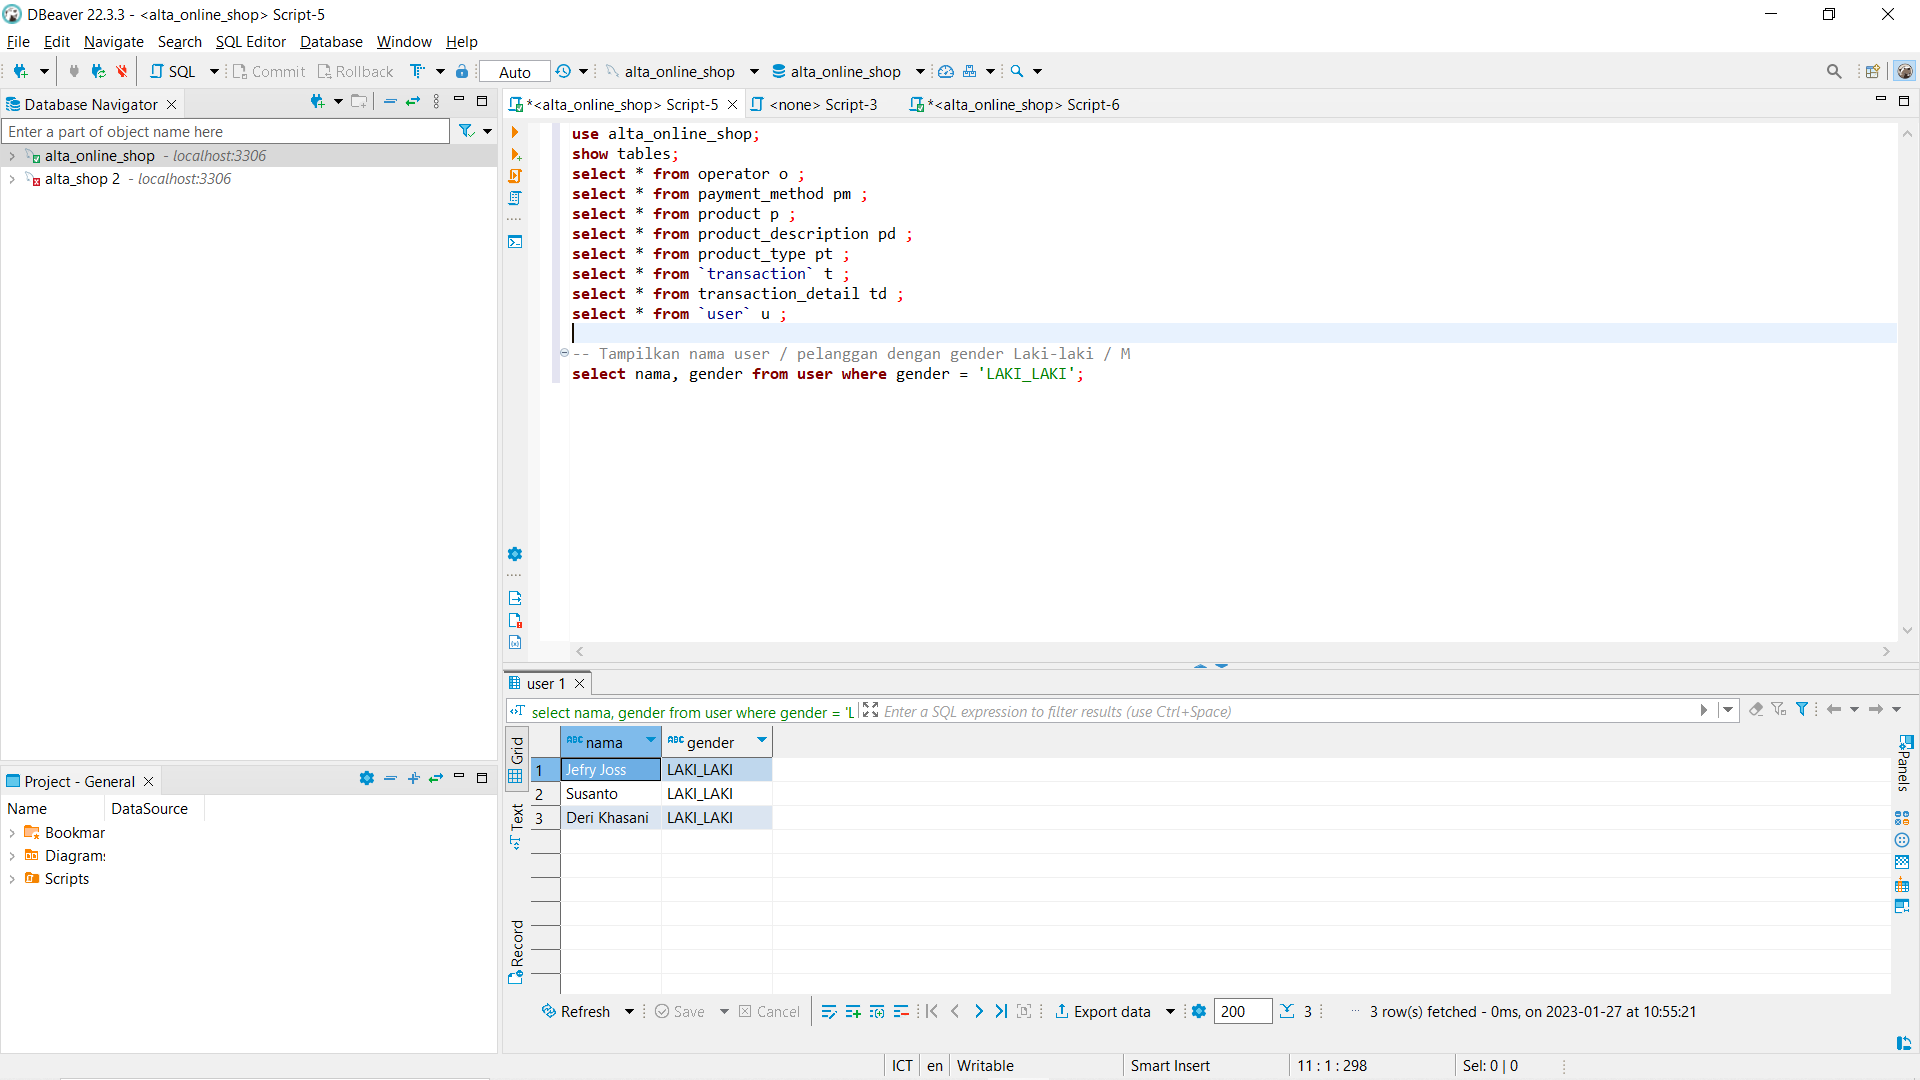 DBeaver 22.3.3 - <alta_online_shop> Script-5
File Edit Navigate Search SQL Editor Database Window Help
SQL Commit Rollback Auto alta_online_shop alta_online_shop
Database Navigator
Enter a part of object name here
alta_online_shop - localhost:3306
alta_shop 2 - localhost:3306
*<alta_online_shop> Script-5 <none> Script-3 *<alta_online_shop> Script-6
use alta_online_shop;
show tables;
select * from operator o ;
select * from payment_method pm ;
select * from product p ;
select * from product_description pd ;
select * from product_type pt ;
select * from `transaction` t ;
select * from transaction_detail td ;
select * from `user` u ;
-- Tampilkan nama user / pelanggan dengan gender Laki-laki / M
select nama, gender from user where gender = 'LAKI_LAKI';
Project - General
Name DataSource
Bookmar
Diagrams
Scripts
user 1
select nama, gender from user where gender = 'L Enter a SQL expression to filter results (use Ctrl+Space)
Grid
Text
Record
ABC nama ABC gender
1 Jefry Joss LAKI_LAKI
2 Susanto LAKI_LAKI
3 Deri Khasani LAKI_LAKI
Panels
Refresh Save Cancel Export data 200 3 3 row(s) fetched - 0ms, on 2023-01-27 at 10:55:21
ICT en Writable Smart Insert 11 : 1 : 298 Sel: 0 | 0